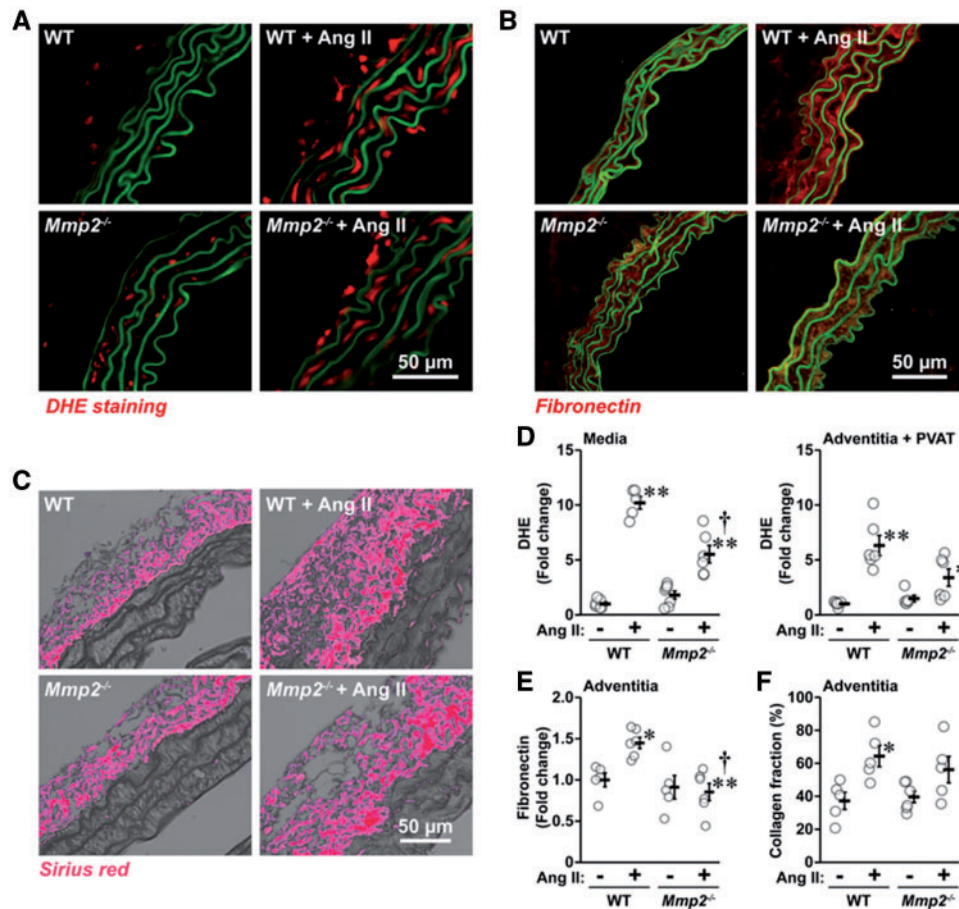 A
WT
WT + Ang II
Mmp2-/-
Mmp2-/- + Ang II
50 µm
DHE staining
B
WT
WT + Ang II
Mmp2-/-
Mmp2-/- + Ang II
50 µm
Fibronectin
C
WT
WT + Ang II
Mmp2-/-
Mmp2-/- + Ang II
50 µm
Sirius red
D
Media
DHE
(Fold change)
15
10
5
0
**
†
**
Ang II: - + - +
WT Mmp2-/-
Adventitia + PVAT
DHE
(Fold change)
15
10
5
0
**
*
Ang II: - + - +
WT Mmp2-/-
E
Adventitia
Fibronectin
(Fold change)
2.0
1.5
1.0
0.5
0
*
†
**
Ang II: - + - +
WT Mmp2-/-
F
Adventitia
Collagen fraction (%)
100
80
60
40
20
0
*
Ang II: - + - +
WT Mmp2-/-